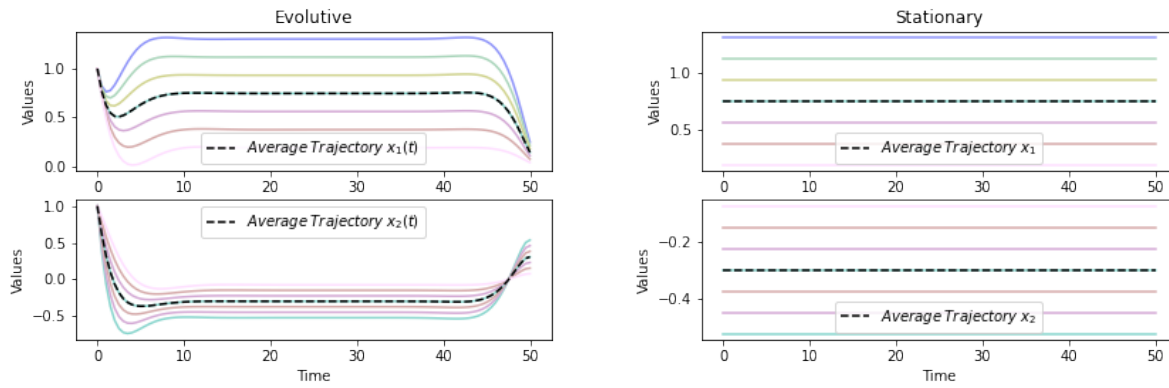 Evolutive
Values
1.0
0.5
0.0
Average Trajectory x₁(t)
0 10 20 30 40 50
Values
1.0
0.5
0.0
−0.5
Average Trajectory x₂(t)
0 10 20 30 40 50
Time
Stationary
Values
1.0
0.5
Average Trajectory x₁
0 10 20 30 40 50
Values
−0.2
−0.4
Average Trajectory x₂
0 10 20 30 40 50
Time